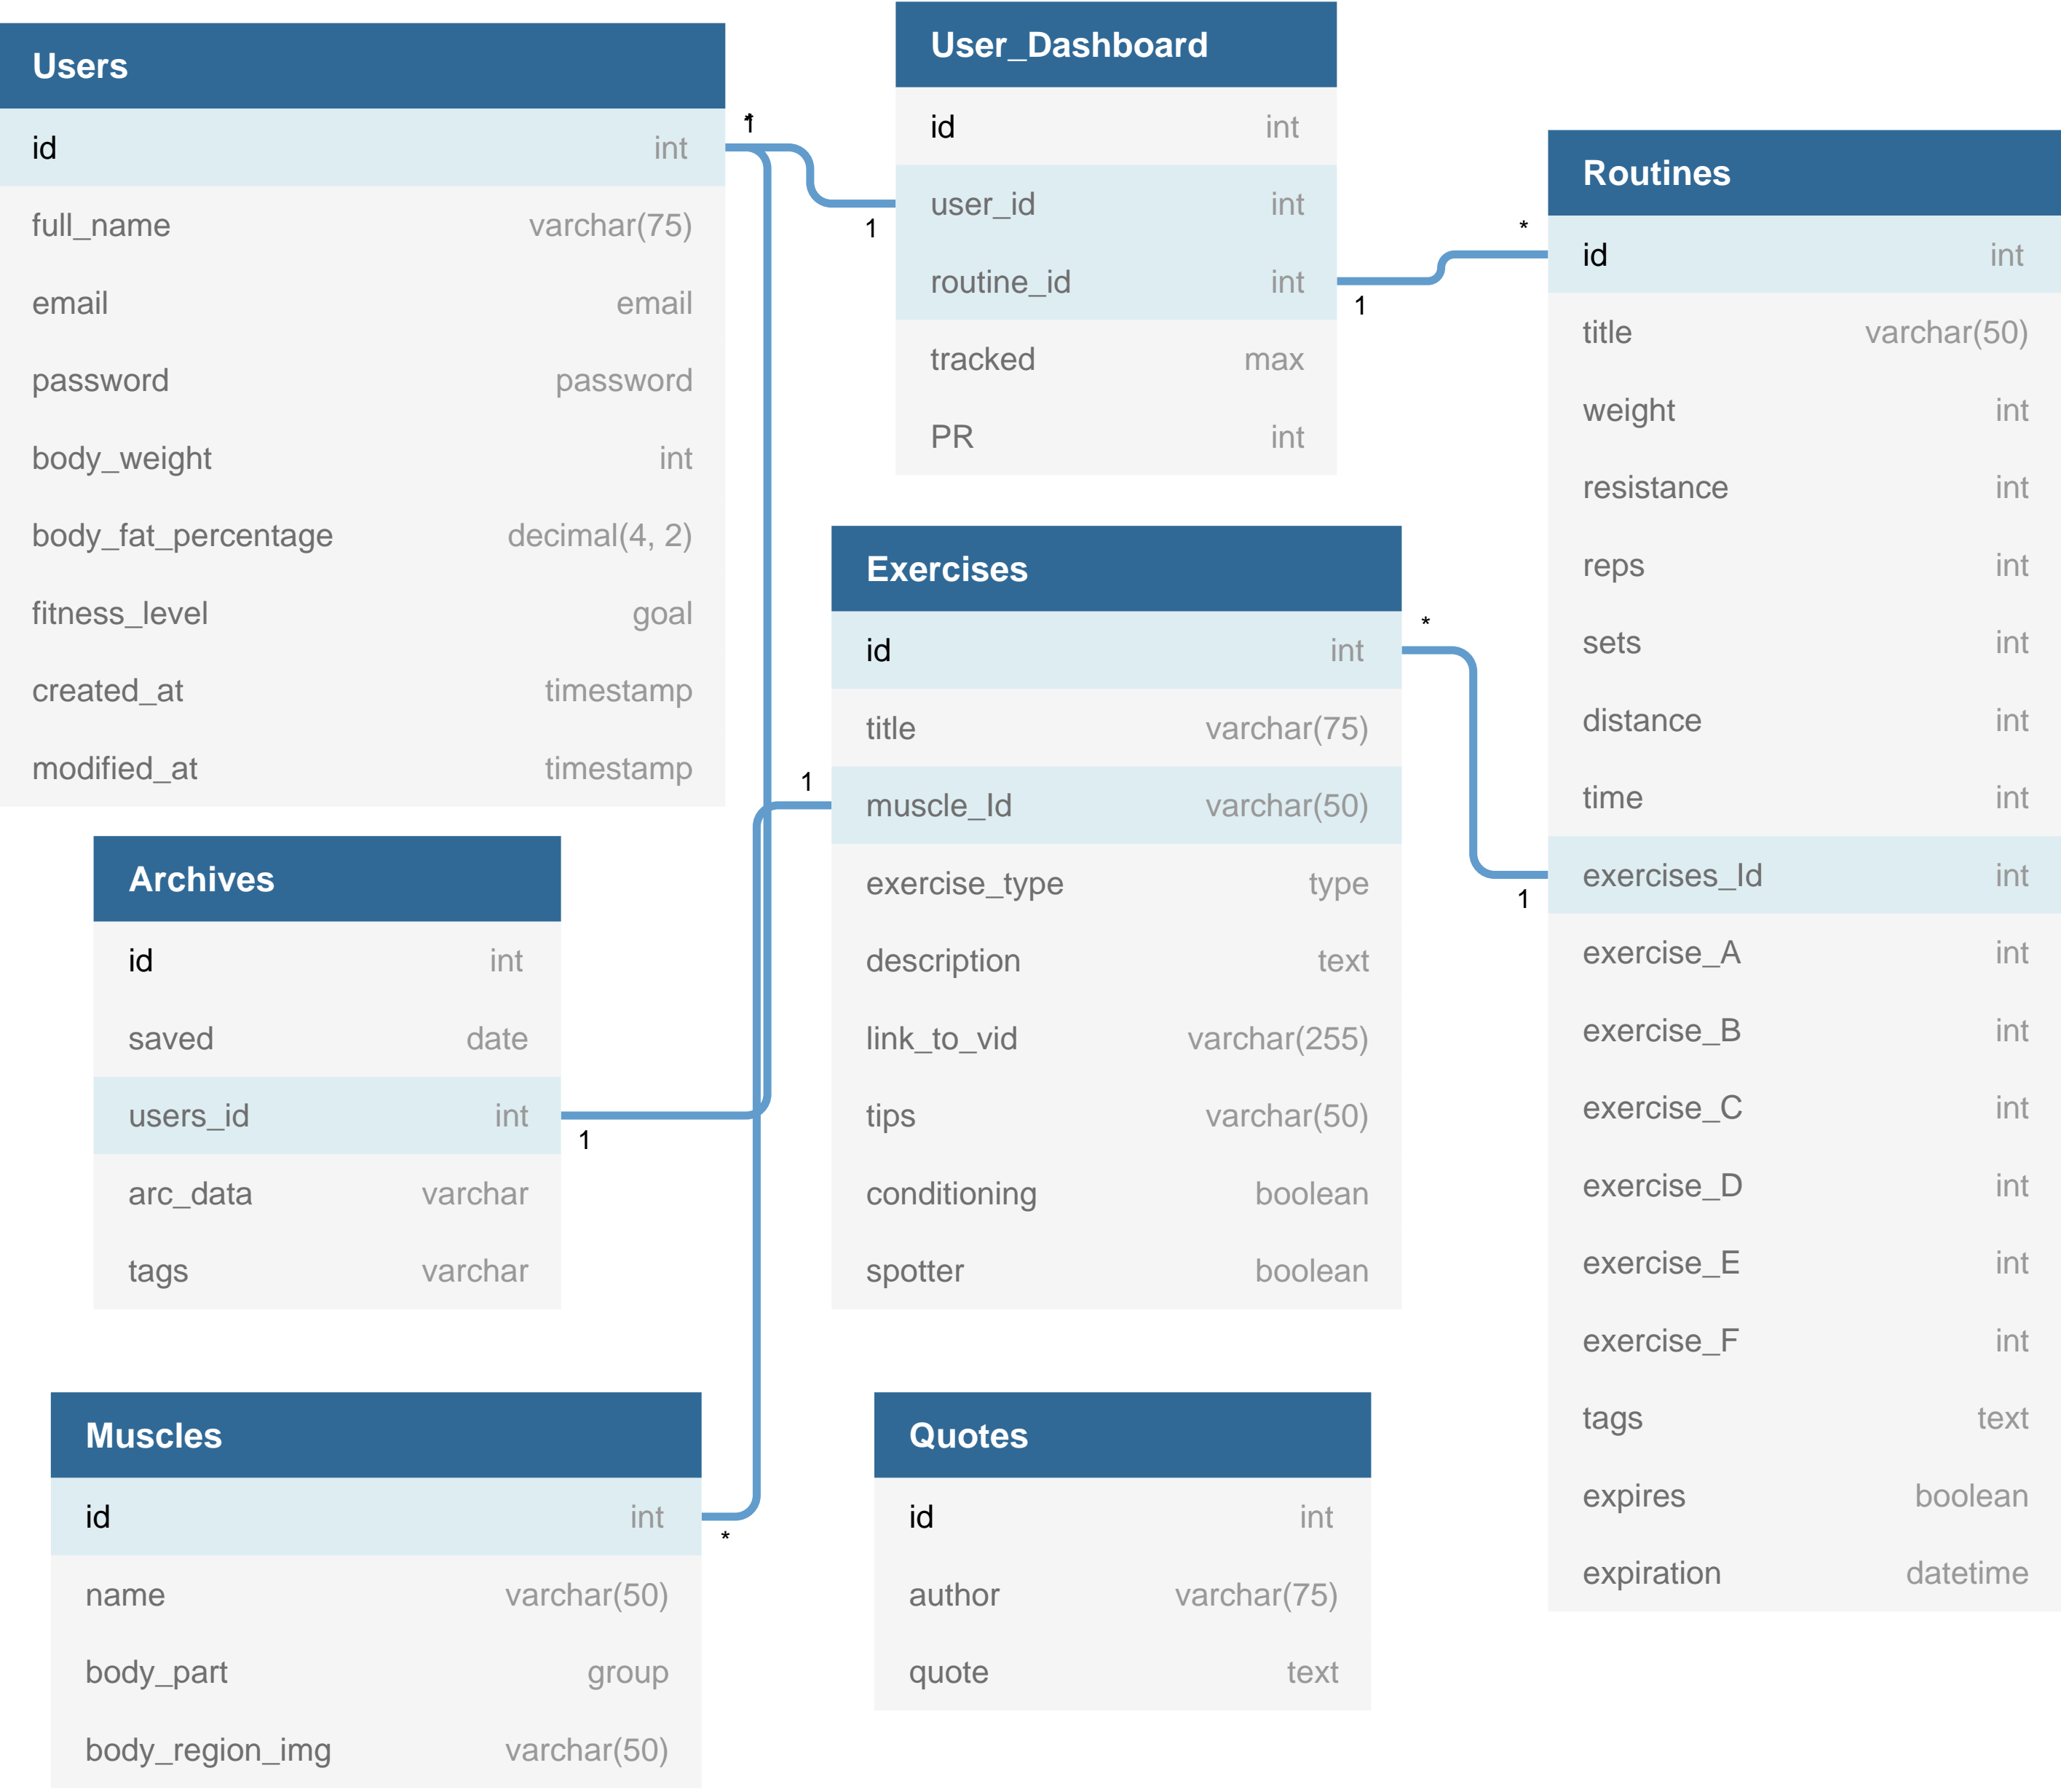 Users
id int
full_name varchar(75)
email email
password password
body_weight int
body_fat_percentage decimal(4, 2)
fitness_level goal
created_at timestamp
modified_at timestamp
1
*
User_Dashboard
id int
user_id int
routine_id int
tracked max
PR int
1
1
*
Routines
id int
title varchar(50)
weight int
resistance int
reps int
sets int
distance int
time int
exercises_Id int
exercise_A int
exercise_B int
exercise_C int
exercise_D int
exercise_E int
exercise_F int
tags text
expires boolean
expiration datetime
1
*
Exercises
id int
title varchar(75)
muscle_Id varchar(50)
exercise_type type
description text
link_to_vid varchar(255)
tips varchar(50)
conditioning boolean
spotter boolean
1
Archives
id int
saved date
users_id int
arc_data varchar
tags varchar
1
Muscles
id int
name varchar(50)
body_part group
body_region_img varchar(50)
*
Quotes
id int
author varchar(75)
quote text